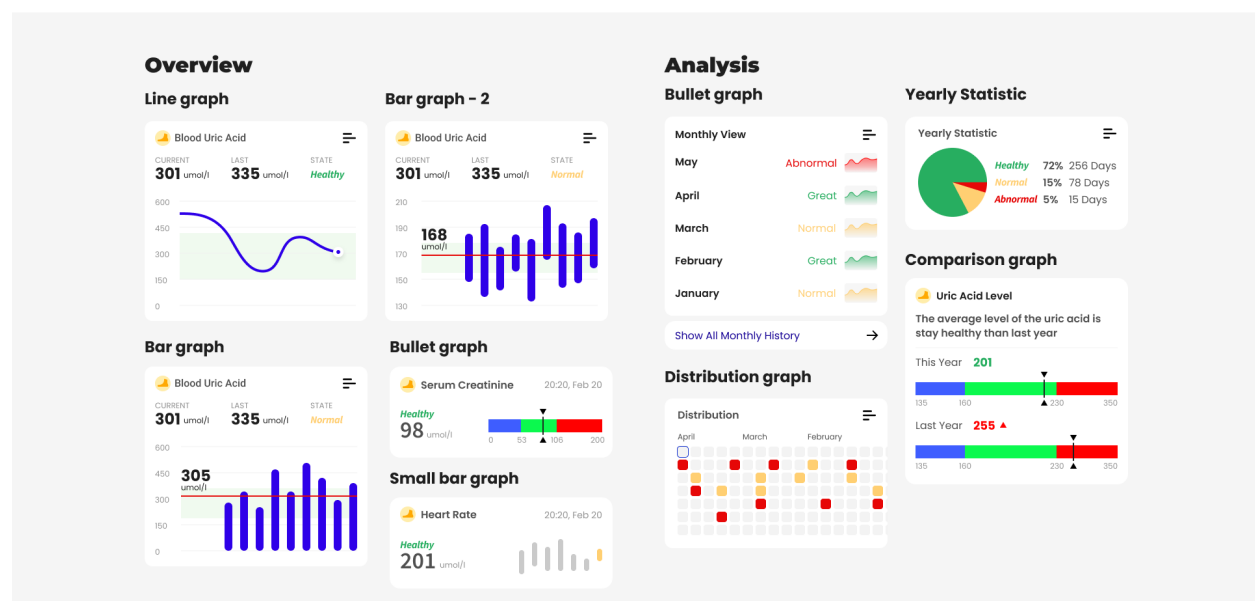 Overview
Line graph
Blood Uric Acid
CURRENT LAST STATE
301 umol/l 335 umol/l Healthy
600
450
300
150
0
Bar graph - 2
Blood Uric Acid
CURRENT LAST STATE
301 umol/l 335 umol/l Normal
210
190
168
umol/l
170
150
130
Bar graph
Blood Uric Acid
CURRENT LAST STATE
301 umol/l 335 umol/l Normal
600
450
305
umol/l
300
150
0
Bullet graph
Serum Creatinine 20:20, Feb 20
Healthy
98 umol/l
0 53 106 200
Small bar graph
Heart Rate 20:20, Feb 20
Healthy
201 umol/l
Analysis
Bullet graph
Monthly View
May Abnormal
April Great
March Normal
February Great
January Normal
Show All Monthly History
Distribution graph
Distribution
April March February
Yearly Statistic
Yearly Statistic
Healthy 72% 256 Days
Normal 15% 78 Days
Abnormal 5% 15 Days
Comparison graph
Uric Acid Level
The average level of the uric acid is
stay healthy than last year
This Year 201
135 160 230 350
Last Year 255
135 160 230 350